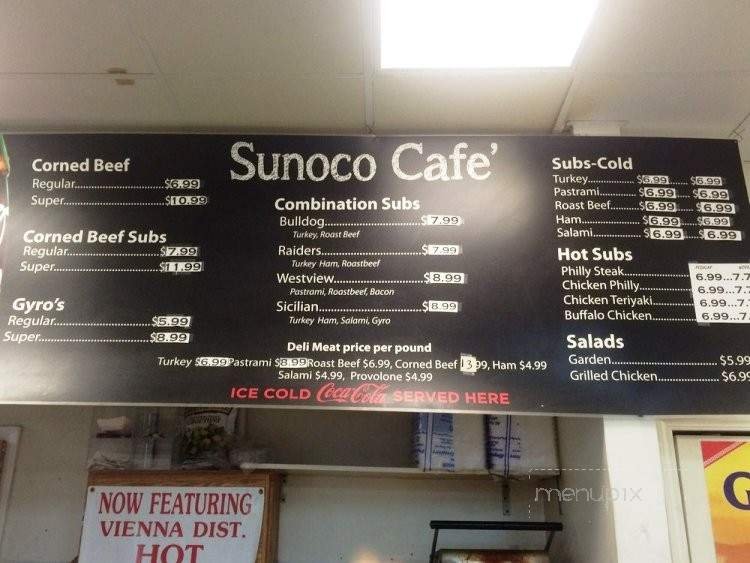 Sunoco Cafe'
Corned Beef
Regular.....................$6.99
Super........................$10.99
Corned Beef Subs
Regular.....................$7.99
Super........................$11.99
Gyro's
Regular.....................$5.99
Super........................$8.99
Combination Subs
Bulldog........................$7.99
Turkey, Roast Beef
Raiders........................$7.99
Turkey Ham, Roastbeef
Westview.....................$8.99
Pastrami, Roastbeef, Bacon
Sicilian........................$8.99
Turkey Ham, Salami, Gyro
Deli Meat price per pound
Turkey $6.99 Pastrami $8.99 Roast Beef $6.99, Corned Beef 13.99, Ham $4.99
Salami $4.99, Provolone $4.99
ICE COLD Coca-Cola SERVED HERE
Subs-Cold
Turkey............... $6.99.... $6.99
Pastrami............ $6.99.... $6.99
Roast Beef......... $6.99.... $6.99
Ham.................. $6.99.... $6.99
Salami............... $6.99.... $6.99
Hot Subs
Philly Steak.................. 6.99...7.
Chicken Philly............... 6.99...7.
Chicken Teriyaki............ 6.99...7.
Buffalo Chicken............ 6.99...7.
Salads
Garden........................$5.99
Grilled Chicken...............$6.99
NOW FEATURING
VIENNA DIST.
HOT
menupix
G